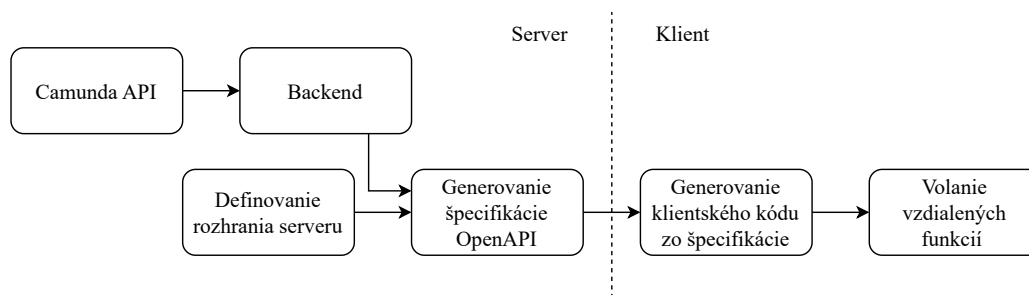 Server
Klient
Camunda API
Backend
Definovanie
rozhrania serveru
Generovanie
špecifikácie
OpenAPI
Generovanie
klientského kódu
zo špecifikácie
Volanie
vzdialených
funkcií